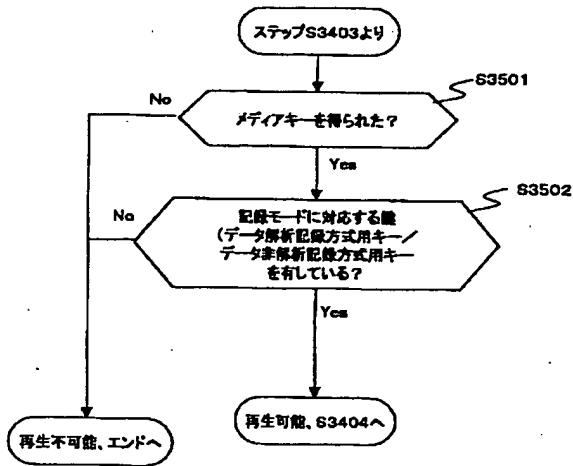 ステップS3403より
S3501
No
メディアキーを得られた?
Yes
S3502
No
記録モードに対応する鍵
(データ解析記録方式用キー/
データ非解析記録方式用キー
を有している?
Yes
再生不可能、エンドへ
再生可能、S3404へ